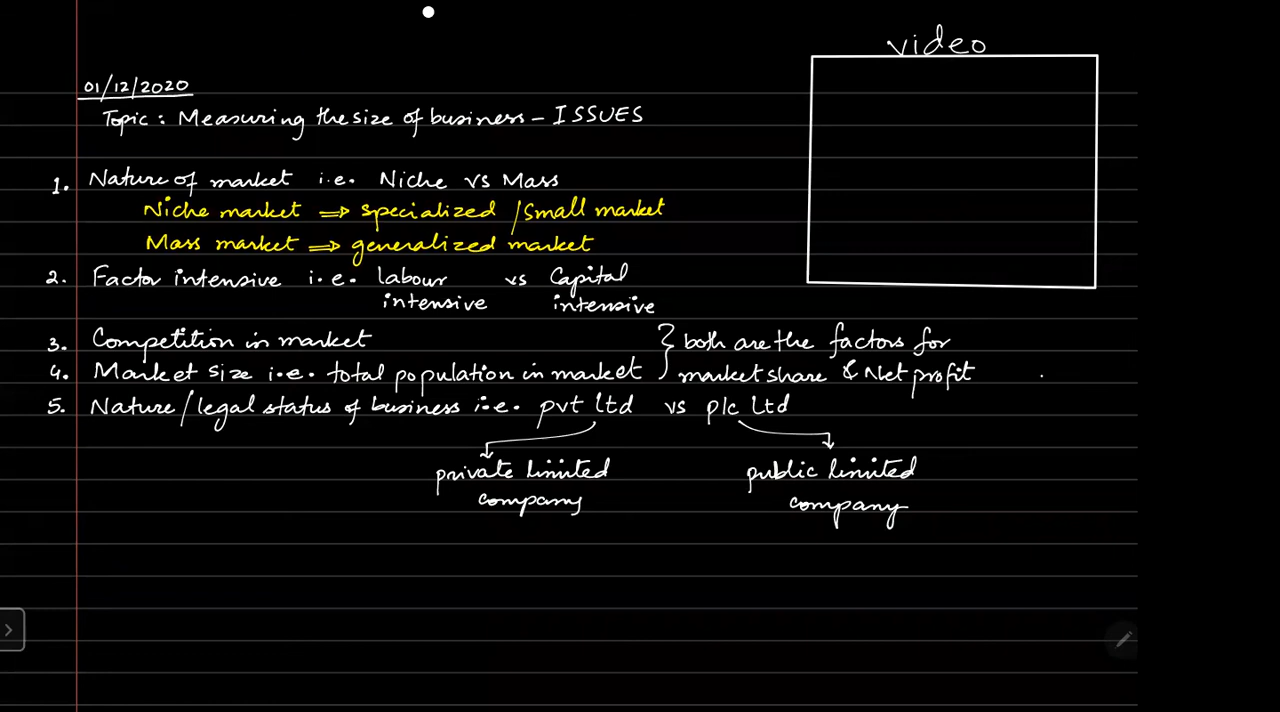 video
01/12/2020
Topic: Measuring the size of business - ISSUES
1. Nature of market i.e. Niche vs Mass
Niche market ⇒ specialized / small market
Mass market ⇒ generalized market
2. Factor intensive i.e. labour intensive vs Capital intensive
3. Competition in market } both are the factors for
4. Market size i.e. total population in market market share & Net profit
5. Nature / legal status of business i.e. pvt ltd vs plc Ltd
private limited company
public limited company